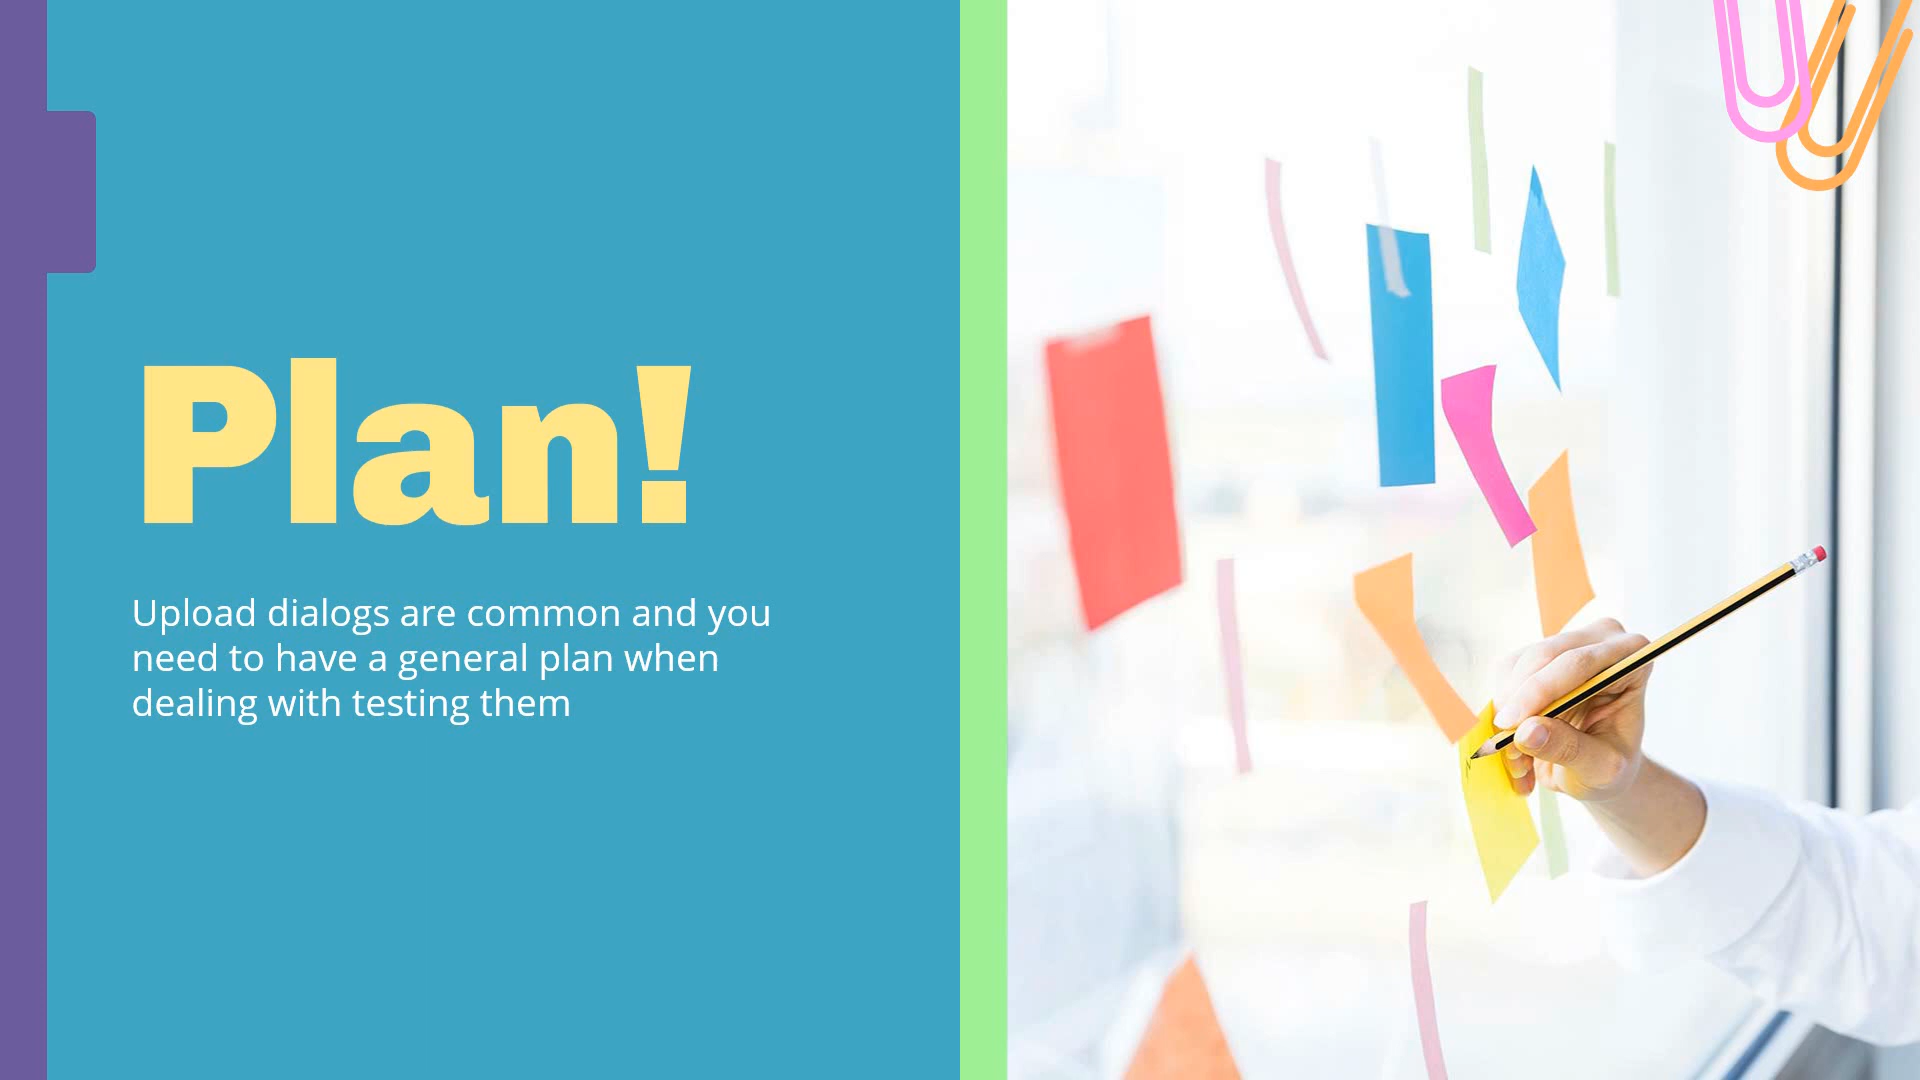 Plan!
Upload dialogs are common and you
need to have a general plan when
dealing with testing them